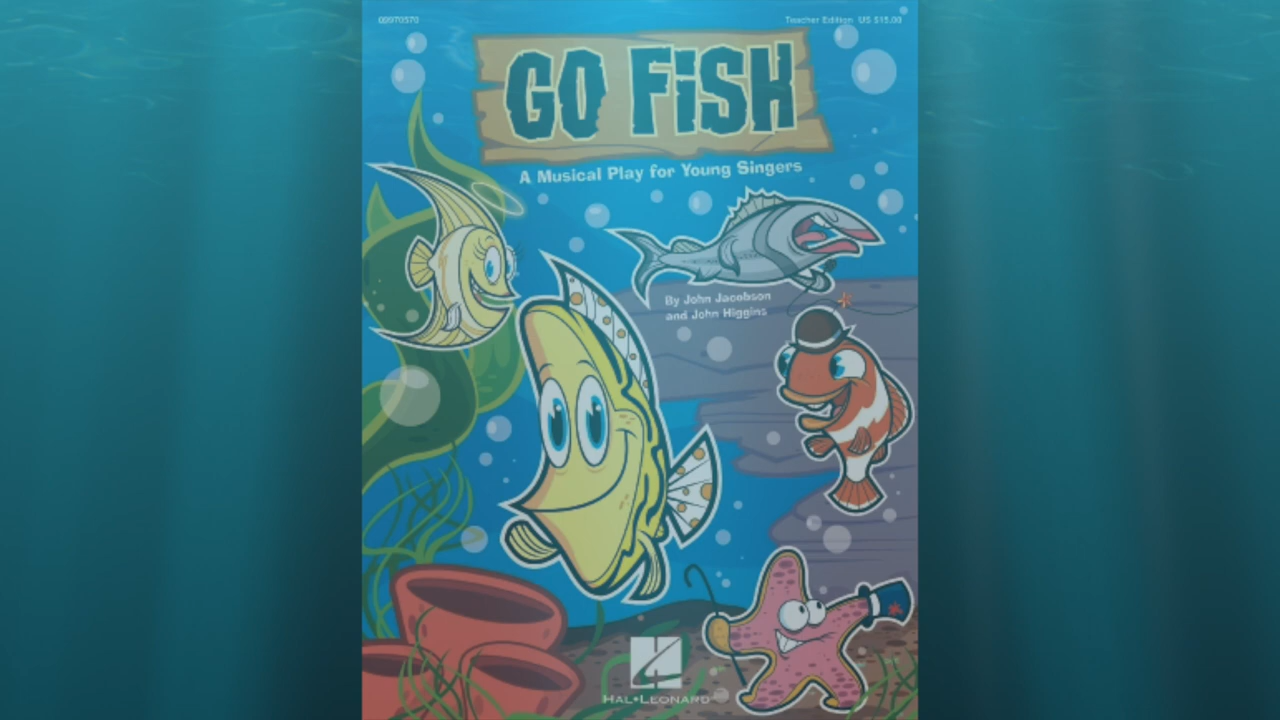 09970570
Teacher Edition US $15.00
GO FiSH
A Musical Play for Young Singers
By John Jacobson
and John Higgins
HAL•LEONARD